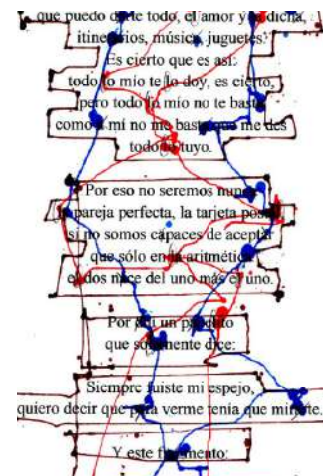 que puedo darte todo, el amor y la dicha,
itinerarios, música, juguetes.
Es cierto que es así:
todo lo mío te lo doy, es cierto,
pero todo lo mío no te basta
como a mí no me basta que me des
todo lo tuyo.
Por eso no seremos nunca
la pareja perfecta, la tarjeta postal,
si no somos capaces de aceptar
que sólo en la aritmética
el dos nace del uno más el uno.
Por ahí un papelito
que solamente dice:
Siempre fuiste mi espejo,
quiero decir que para verme tenía que mirarte.
Y este fragmento: